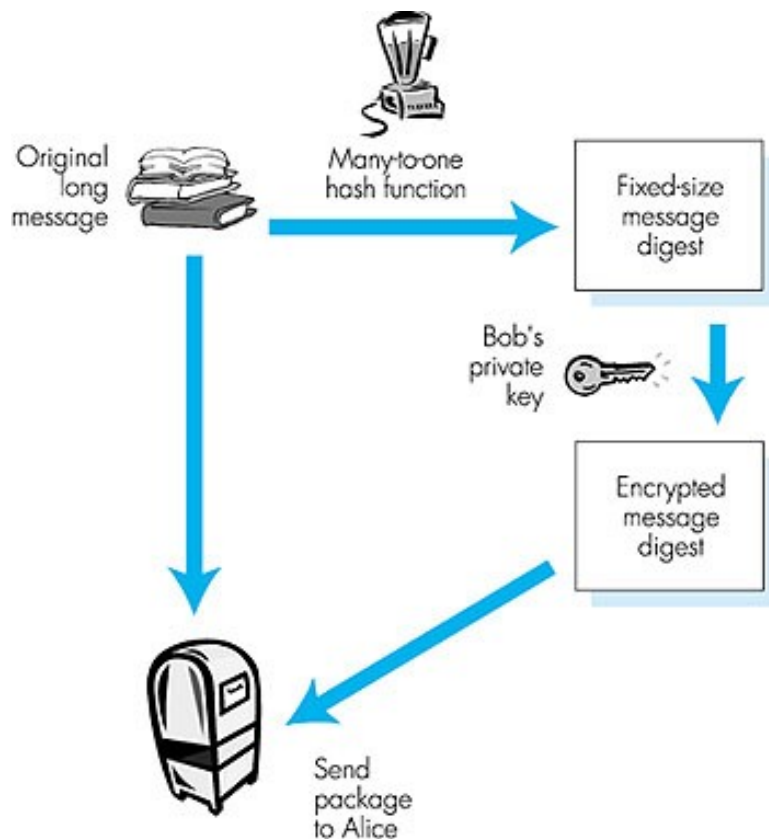 Original
long
message
Many-to-one
hash function
Fixed-size
message
digest
Bob's
private
key
Encrypted
message
digest
Send
package
to Alice